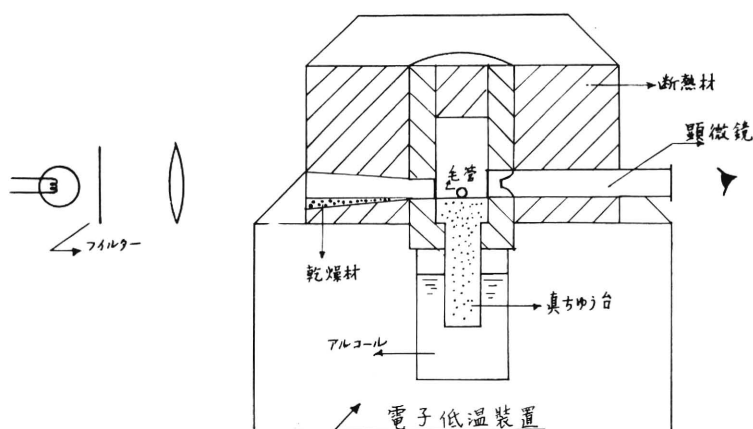 断熱材
顕微鏡
毛管
フィルター
乾燥材
真ちゅう台
アルコール
電子低温装置